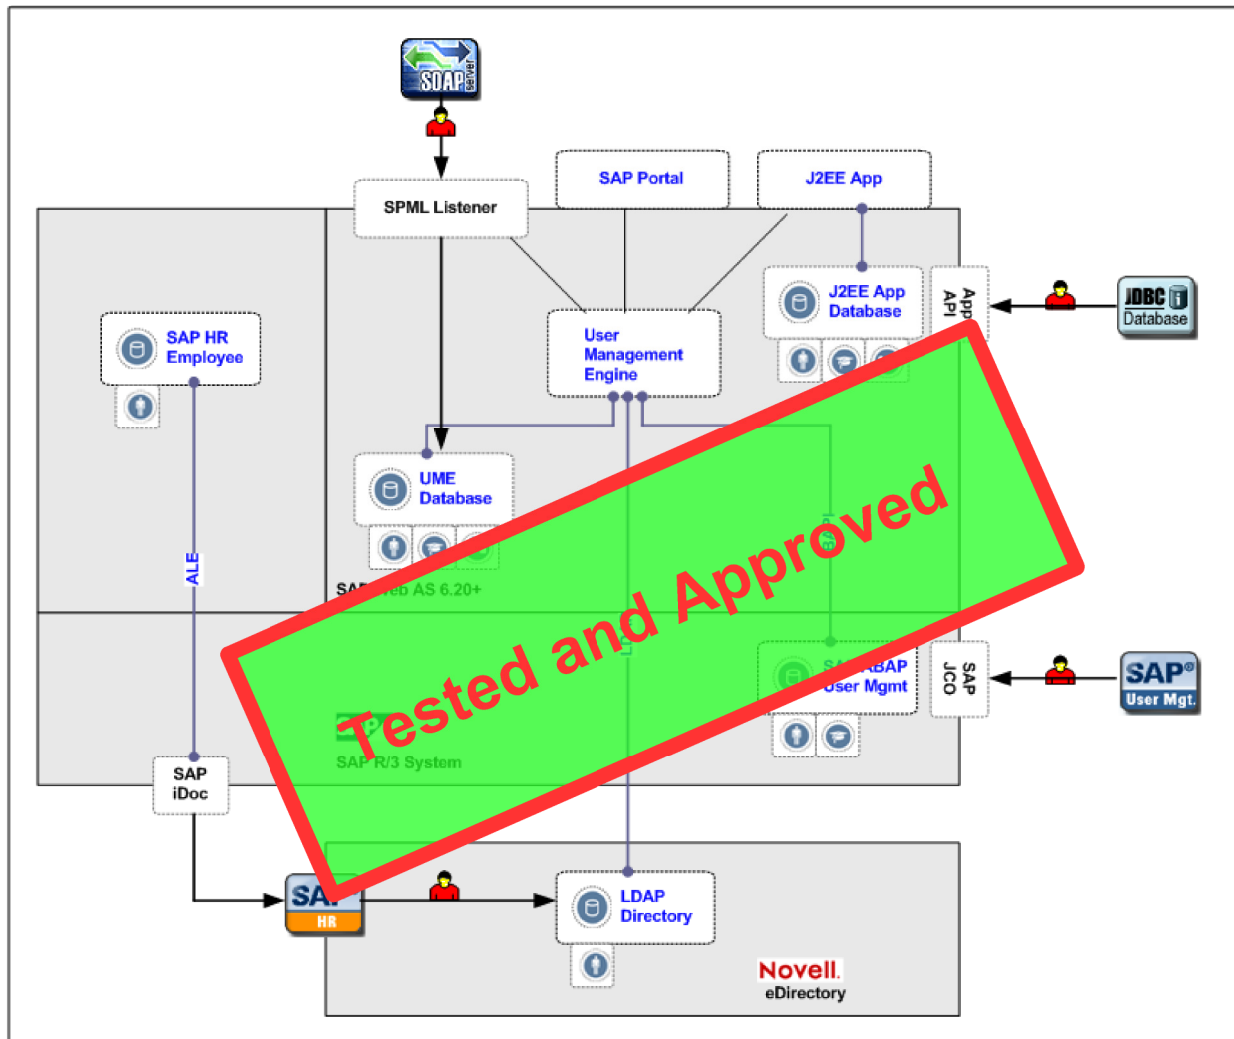 SOAP
server
SAP Portal
J2EE App
SPML Listener
J2EE App
Database
App
API
JDBC
Database
SAP HR
Employee
User
Management
Engine
UME
Database
ALE
BAPI
Tested and Approved
User Mgmt
SAP
JCO
SAP®
User Mgt.
SAP R/3 System
SAP
iDoc
SAP
HR
LDAP
Directory
Novell.
eDirectory